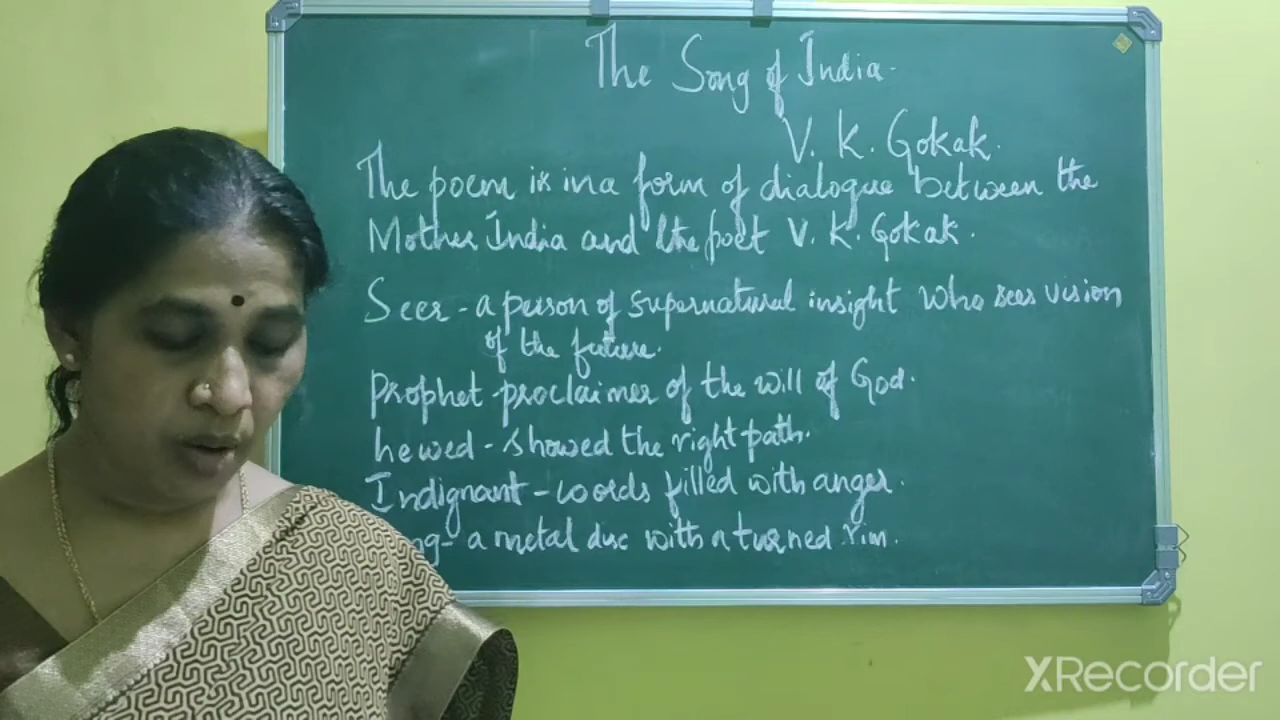 The Song of India.
V. K. Gokak.
The poem is in a form of dialogue between the
Mother India and the poet V. K. Gokak.
Seer - a person of supernatural insight who sees vision
of the future.
Prophet - proclaimer of the will of God.
hewed - showed the right path.
Indignant - words filled with anger.
- a metal disc with a turned rim.
XRecorder